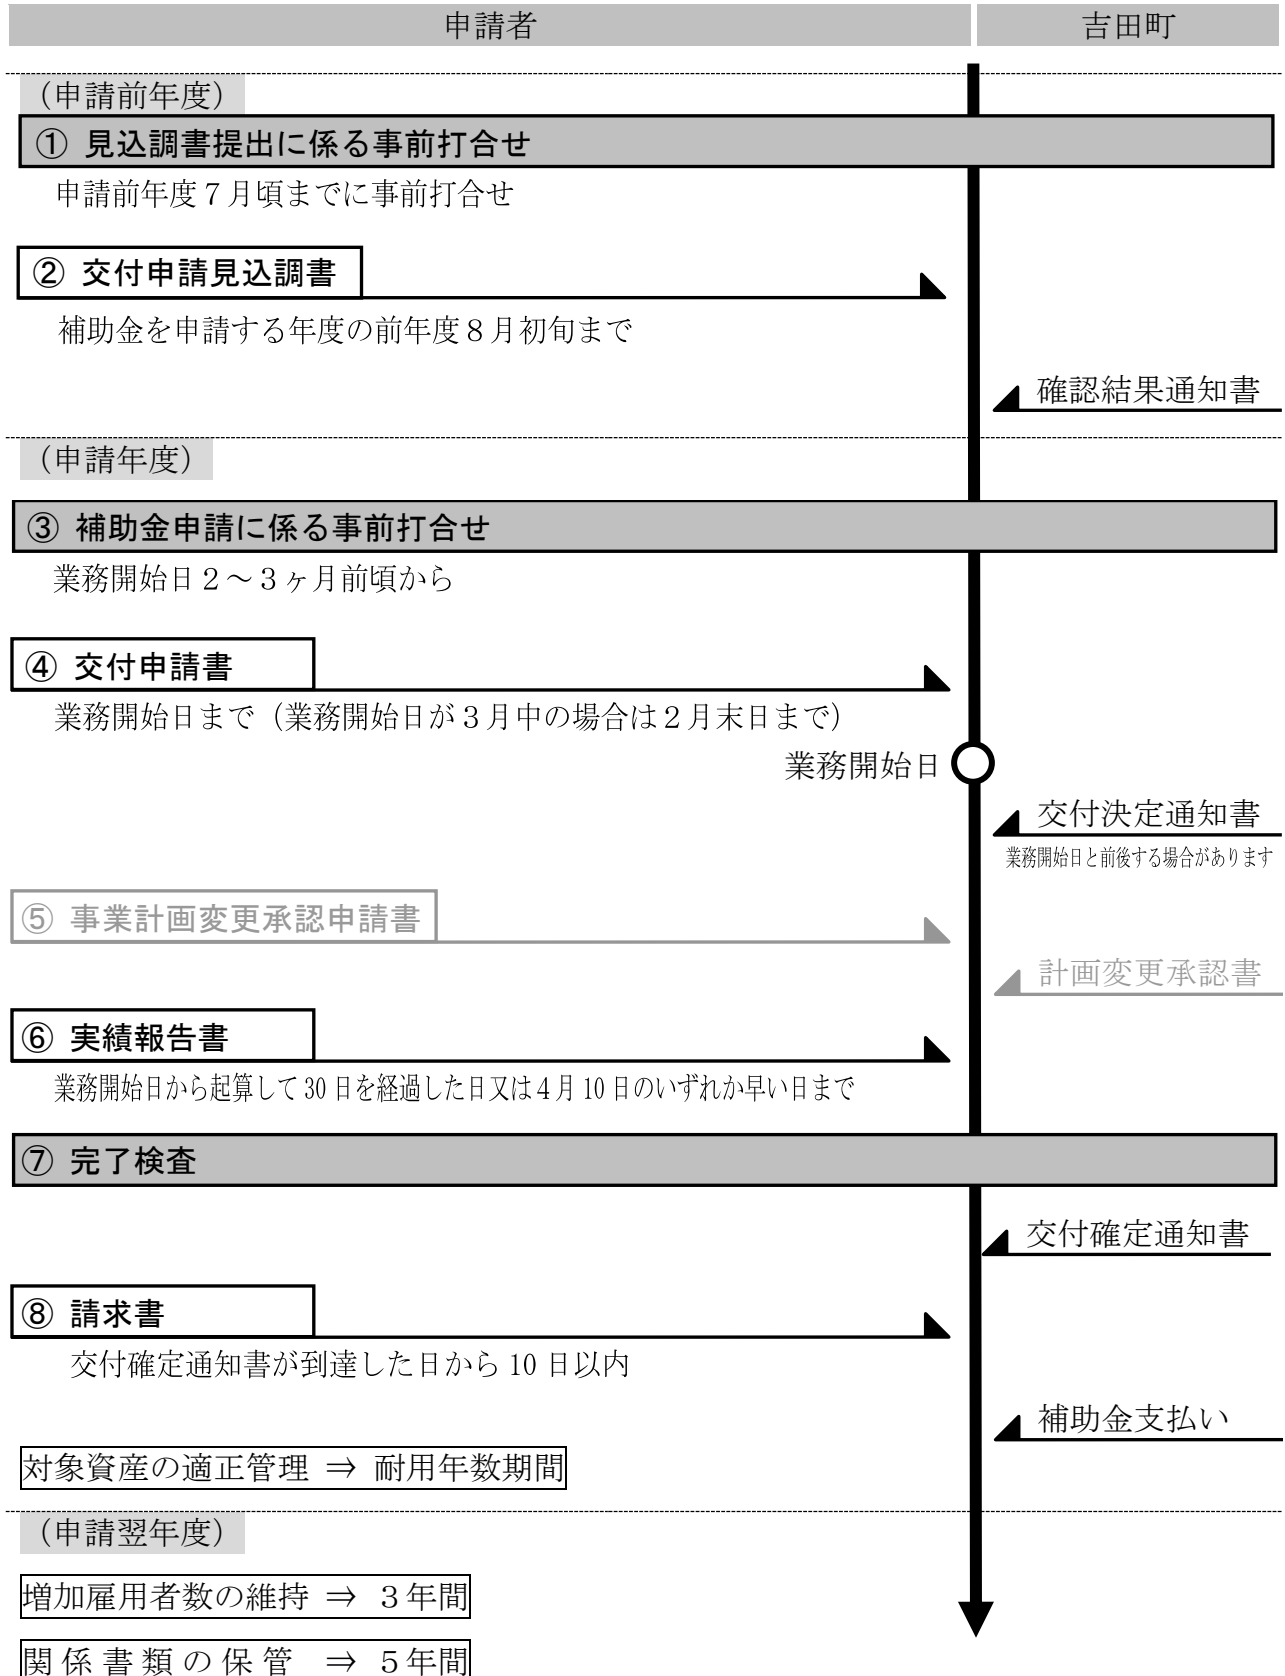 申請者
吉田町
（申請前年度）
① 見込調書提出に係る事前打合せ
申請前年度７月頃までに事前打合せ
② 交付申請見込調書
補助金を申請する年度の前年度８月初旬まで
確認結果通知書
（申請年度）
③ 補助金申請に係る事前打合せ
業務開始日２～３ヶ月前頃から
④ 交付申請書
業務開始日まで（業務開始日が３月中の場合は２月末日まで）
業務開始日
交付決定通知書
業務開始日と前後する場合があります
⑤ 事業計画変更承認申請書
計画変更承認書
⑥ 実績報告書
業務開始日から起算して 30 日を経過した日又は４月 10 日のいずれか早い日まで
⑦ 完了検査
交付確定通知書
⑧ 請求書
交付確定通知書が到達した日から 10 日以内
補助金支払い
対象資産の適正管理 ⇒ 耐用年数期間
（申請翌年度）
増加雇用者数の維持 ⇒ ３年間
関係書類の保管 ⇒ ５年間